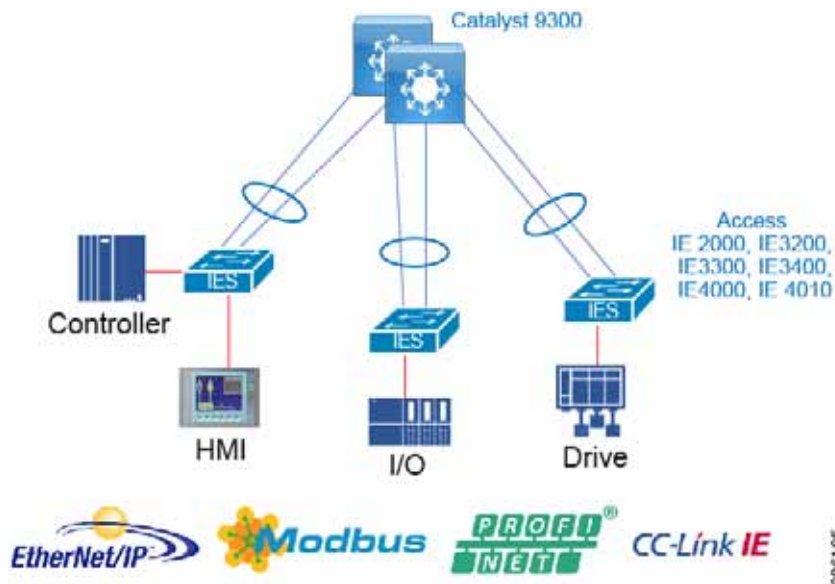 Catalyst 9300
Access
IE 2000, IE3200,
IE3300, IE3400,
IE4000, IE 4010
IES
Controller
HMI
IES
I/O
IES
Drive
EtherNet/IP
Modbus
PROFI
NET®
CC-Link IE